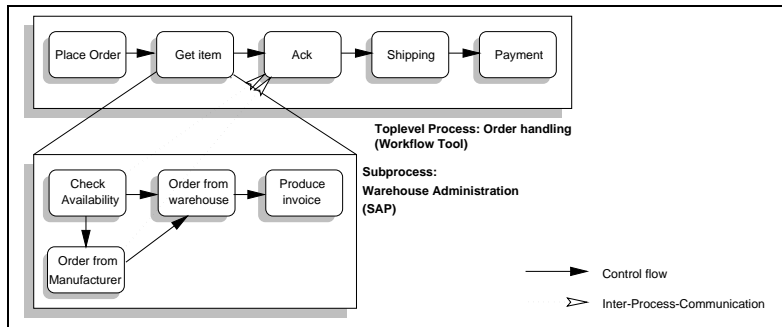 Place Order
Get item
Ack
Shipping
Payment
Toplevel Process: Order handling
(Workflow Tool)
Subprocess:
Warehouse Administration
(SAP)
Check
Availability
Order from
warehouse
Produce
invoice
Order from
Manufacturer
Control flow
Inter-Process-Communication